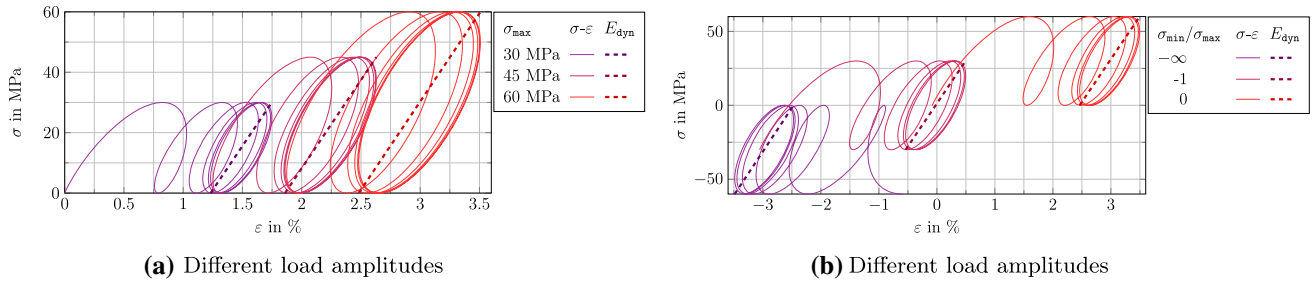 σ in MPa
60
40
20
0
0
0.5
1
1.5
2
2.5
3
3.5
ε in %
σmax σ-ε Edyn
30 MPa
45 MPa
60 MPa
(a) Different load amplitudes
σ in MPa
50
0
−50
−3
−2
−1
0
1
2
3
ε in %
σmin/σmax σ-ε Edyn
−∞
-1
0
(b) Different load amplitudes